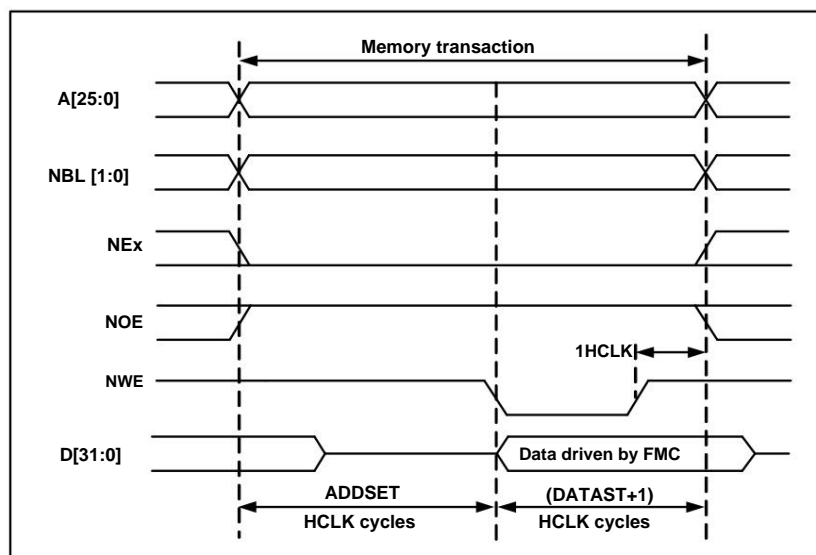 Memory transaction
A[25:0]
NBL [1:0]
NEx
NOE
1HCLK
NWE
D[31:0]
Data driven by FMC
ADDSET
HCLK cycles
(DATAST+1)
HCLK cycles